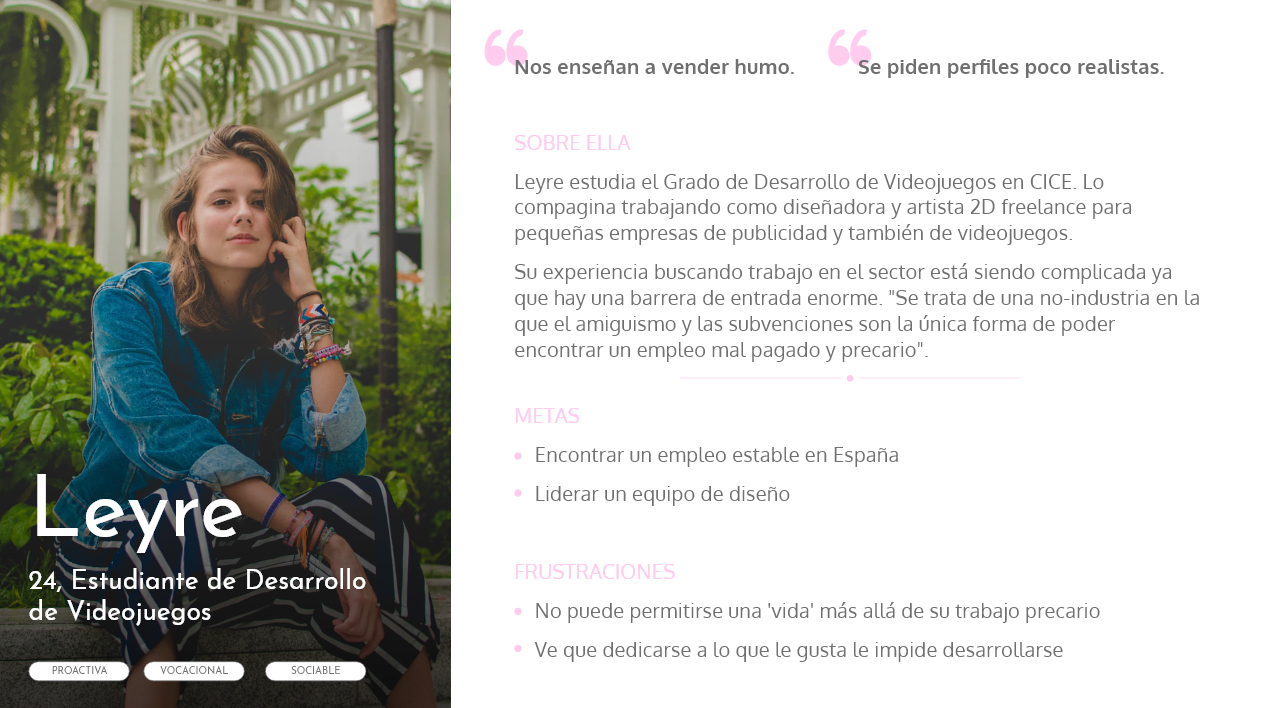 Leyre
24, Estudiante de Desarrollo
de Videojuegos
PROACTIVA
VOCACIONAL
SOCIABLE
“Nos enseñan a vender humo.
“Se piden perfiles poco realistas.
SOBRE ELLA
Leyre estudia el Grado de Desarrollo de Videojuegos en CICE. Lo
compagina trabajando como diseñadora y artista 2D freelance para
pequeñas empresas de publicidad y también de videojuegos.
Su experiencia buscando trabajo en el sector está siendo complicada ya
que hay una barrera de entrada enorme. "Se trata de una no-industria en la
que el amiguismo y las subvenciones son la única forma de poder
encontrar un empleo mal pagado y precario".
METAS
Encontrar un empleo estable en España
Liderar un equipo de diseño
FRUSTRACIONES
No puede permitirse una 'vida' más allá de su trabajo precario
Ve que dedicarse a lo que le gusta le impide desarrollarse